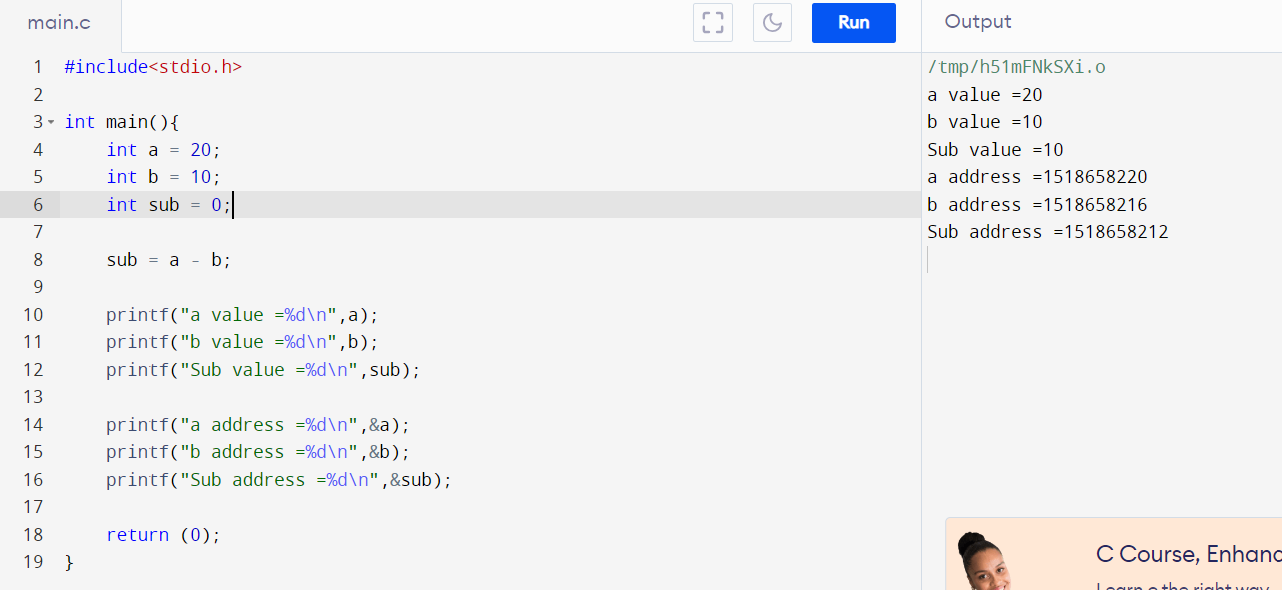 main.c
Run
Output
1 #include<stdio.h>
2
3 int main(){
4 int a = 20;
5 int b = 10;
6 int sub = 0;
7
8 sub = a - b;
9
10 printf("a value =%d\n",a);
11 printf("b value =%d\n",b);
12 printf("Sub value =%d\n",sub);
13
14 printf("a address =%d\n",&a);
15 printf("b address =%d\n",&b);
16 printf("Sub address =%d\n",&sub);
17
18 return (0);
19 }
/tmp/h51mFNkSXi.o
a value =20
b value =10
Sub value =10
a address =1518658220
b address =1518658216
Sub address =1518658212
C Course, Enhanc
Learn c the right way